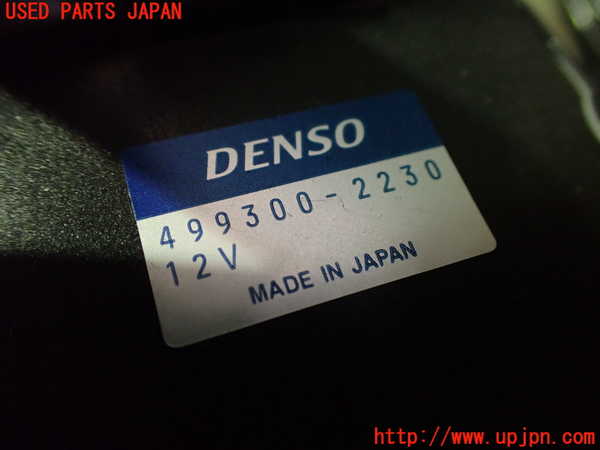 USED PARTS JAPAN
DENSO
499300-2230
12V
MADE IN JAPAN
http://www.upjpn.com/